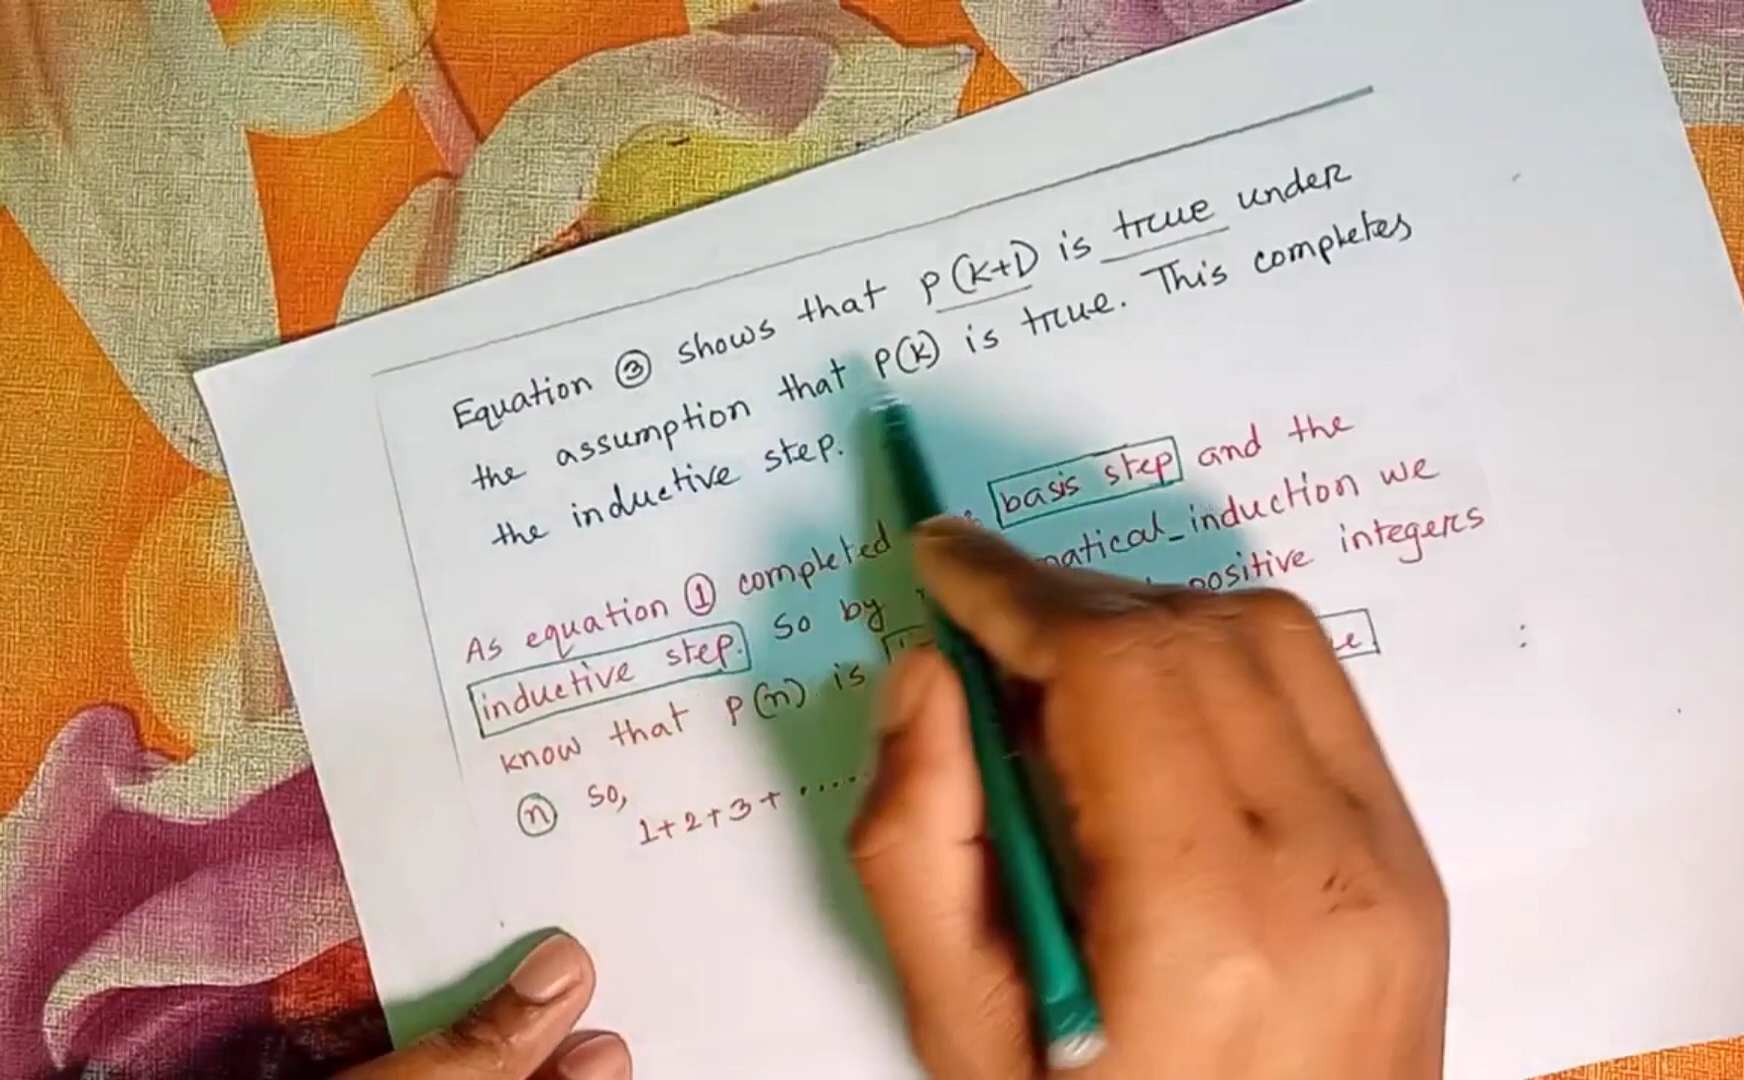 Equation ③ shows that P(K+1) is true under
the assumption that P(K) is true. This completes
the inductive step.
As equation ① completed basis step and the
inductive step. So by matical_induction we
know that P(n) is positive integers
ⓝ so,
1+2+3+ ......